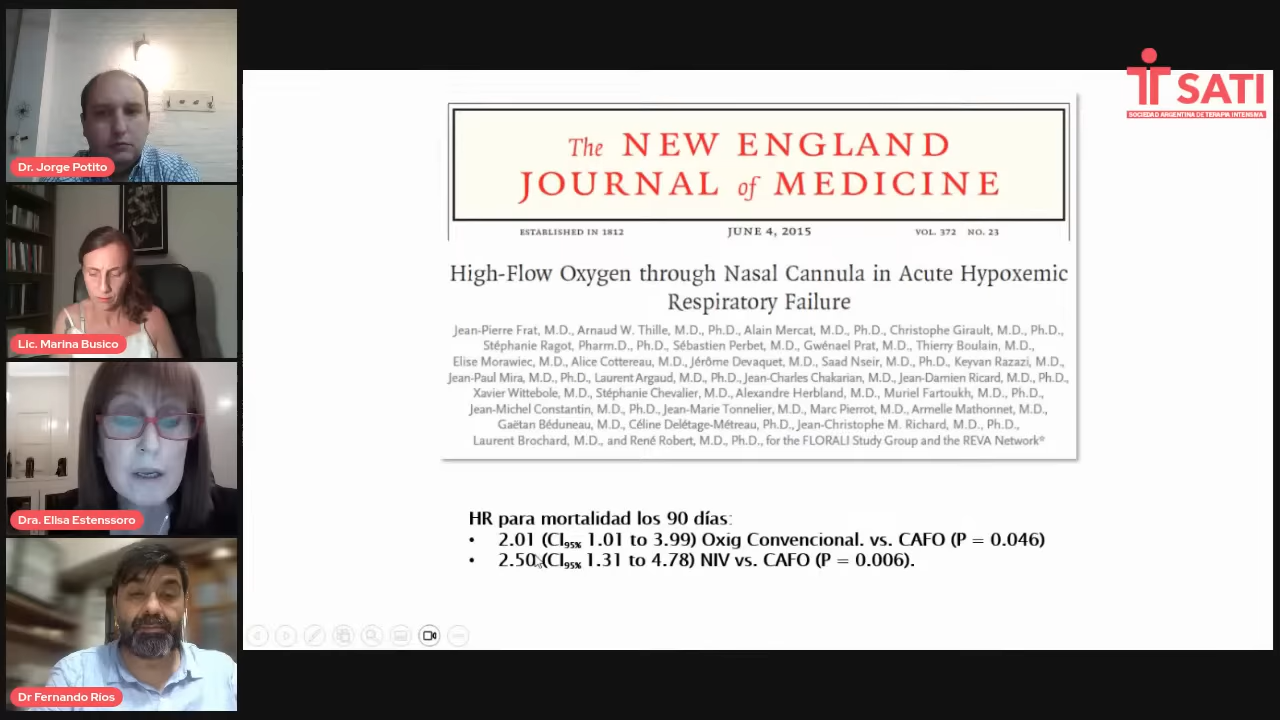 Dr. Jorge Potito
Lic. Marina Busico
Dra. Elisa Estenssoro
Dr Fernando Ríos
SATI
SOCIEDAD ARGENTINA DE TERAPIA INTENSIVA
The NEW ENGLAND
JOURNAL of MEDICINE
ESTABLISHED IN 1812 JUNE 4, 2015 VOL. 372 NO. 23
High-Flow Oxygen through Nasal Cannula in Acute Hypoxemic
Respiratory Failure
Jean-Pierre Frat, M.D., Arnaud W. Thille, M.D., Ph.D., Alain Mercat, M.D., Ph.D., Christophe Girault, M.D., Ph.D.,
Stéphanie Ragot, Pharm.D., Ph.D., Sébastien Perbet, M.D., Gwénael Prat, M.D., Thierry Boulain, M.D.,
Elise Morawiec, M.D., Alice Cottereau, M.D., Jérôme Devaquet, M.D., Saad Nseir, M.D., Ph.D., Keyvan Razazi, M.D.,
Jean-Paul Mira, M.D., Ph.D., Laurent Argaud, M.D., Ph.D., Jean-Charles Chakarian, M.D., Jean-Damien Ricard, M.D., Ph.D.,
Xavier Wittebole, M.D., Stéphanie Chevalier, M.D., Alexandre Herbland, M.D., Muriel Fartoukh, M.D., Ph.D.,
Jean-Michel Constantin, M.D., Ph.D., Jean-Marie Tonnelier, M.D., Marc Pierrot, M.D., Armelle Mathonnet, M.D.,
Gaëtan Béduneau, M.D., Céline Delétage-Métreau, Ph.D., Jean-Christophe M. Richard, M.D., Ph.D.,
Laurent Brochard, M.D., and René Robert, M.D., Ph.D., for the FLORALI Study Group and the REVA Network*
HR para mortalidad los 90 días:
• 2.01 (CI95% 1.01 to 3.99) Oxig Convencional. vs. CAFO (P = 0.046)
• 2.50 (CI95% 1.31 to 4.78) NIV vs. CAFO (P = 0.006).